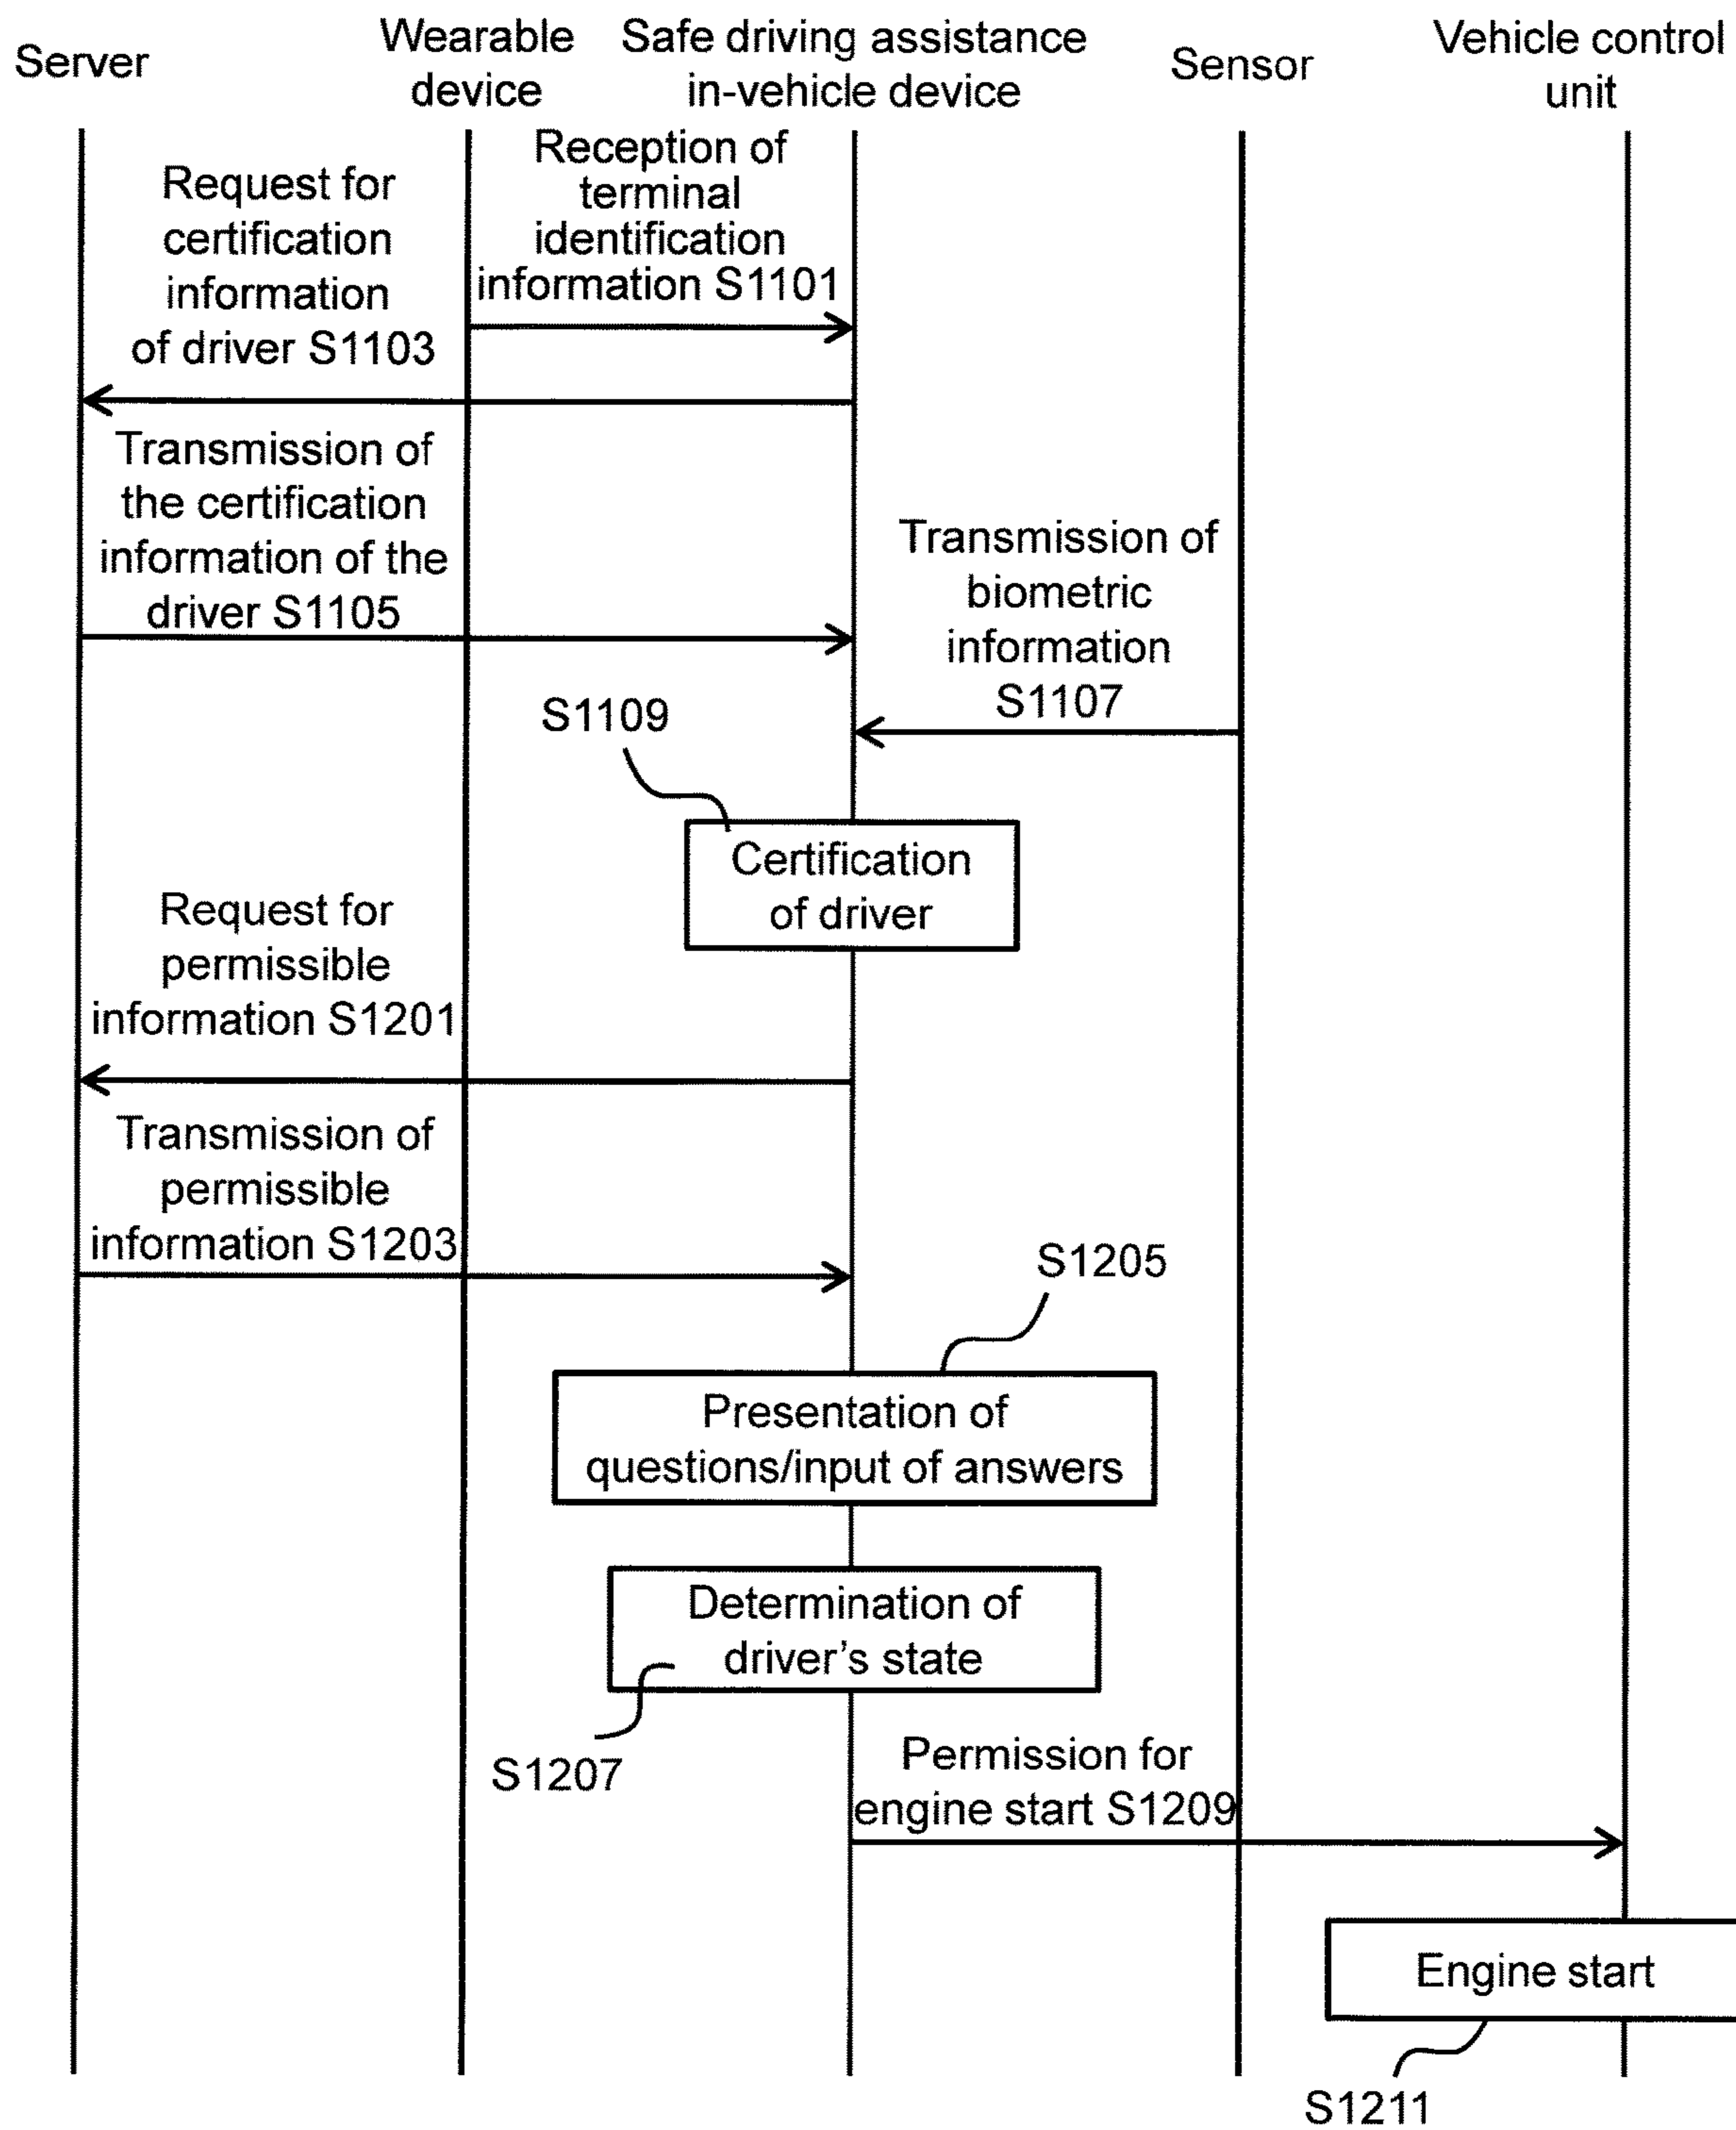 Server
Wearable
device
Safe driving assistance
in-vehicle device
Sensor
Vehicle control
unit
Reception of
terminal
identification
information S1101
Request for
certification
information
of driver S1103
Transmission of
the certification
information of the
driver S1105
Transmission of
biometric
information
S1107
S1109
Certification
of driver
Request for
permissible
information S1201
Transmission of
permissible
information S1203
S1205
Presentation of
questions/input of answers
Determination of
driver's state
S1207
Permission for
engine start S1209
Engine start
S1211